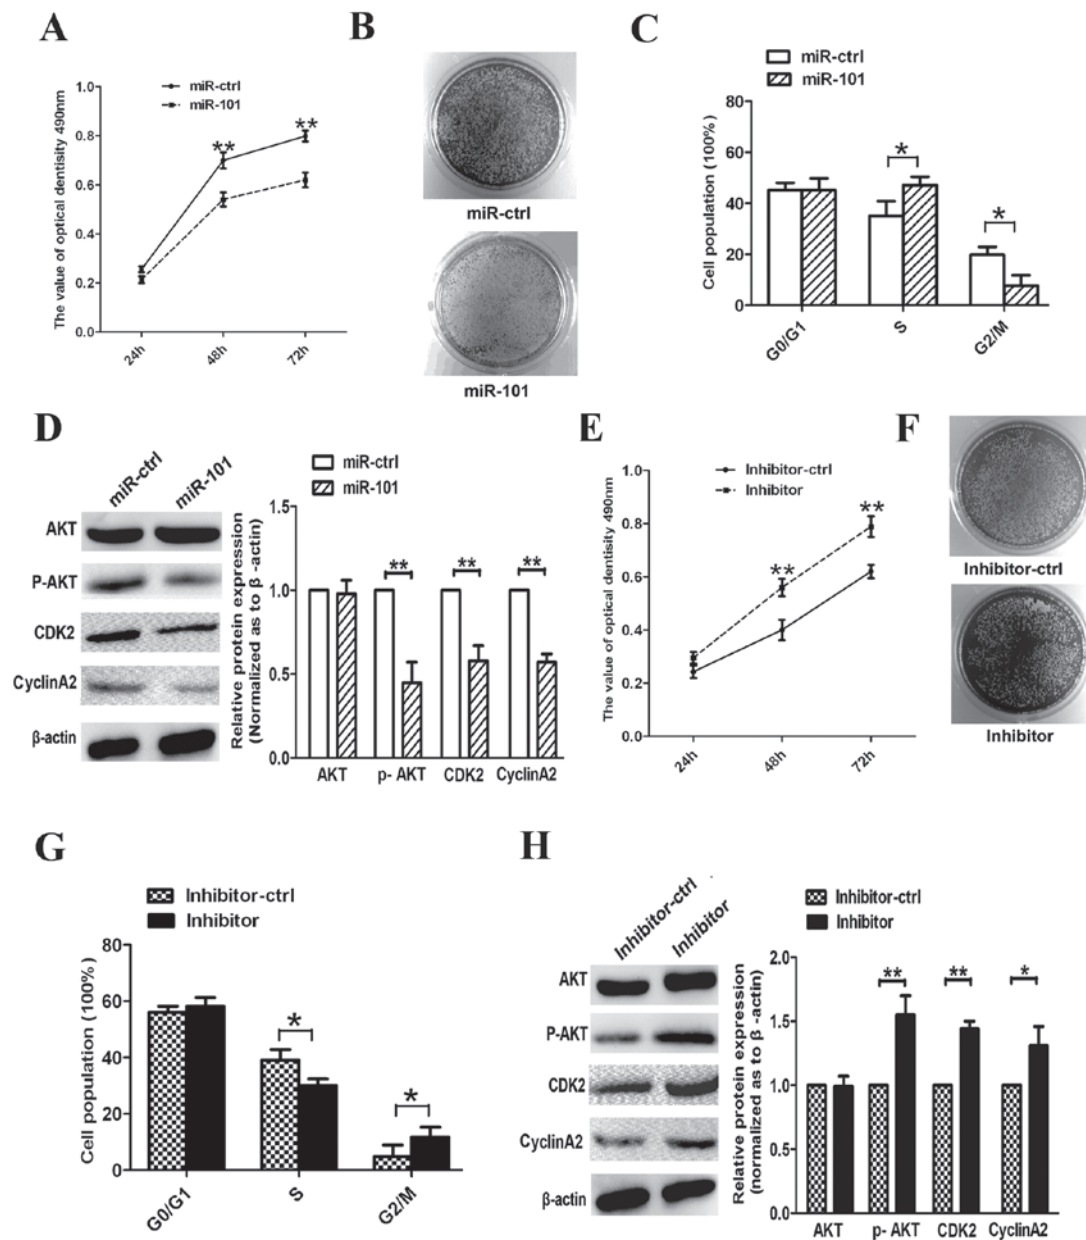 A
miR-ctrl
miR-101
The value of optical dentisity 490nm
1.0
0.8
0.6
0.4
0.2
0.0
**
**
24h
48h
72h
B
miR-ctrl
miR-101
C
miR-ctrl
miR-101
Cell population (100%)
80
60
40
20
0
*
*
G0/G1
S
G2/M
D
miR-ctrl
miR-101
AKT
P-AKT
CDK2
CyclinA2
β-actin
miR-ctrl
miR-101
Relative protein expression
(Normalized as to β -actin)
1.5
1.0
0.5
0.0
**
**
**
AKT
p- AKT
CDK2
CyclinA2
E
Inhibitor-ctrl
Inhibitor
The value of optical dentisity 490nm
1.0
0.8
0.6
0.4
0.2
0.0
**
**
24h
48h
72h
F
Inhibitor-ctrl
Inhibitor
G
Inhibitor-ctrl
Inhibitor
Cell population (100%)
80
60
40
20
0
*
*
G0/G1
S
G2/M
H
Inhibitor-ctrl
Inhibitor
AKT
P-AKT
CDK2
CyclinA2
β-actin
Inhibitor-ctrl
Inhibitor
Relative protein expression
(normalized as to β -actin)
2.0
1.5
1.0
0.5
0.0
**
**
*
AKT
p- AKT
CDK2
CyclinA2